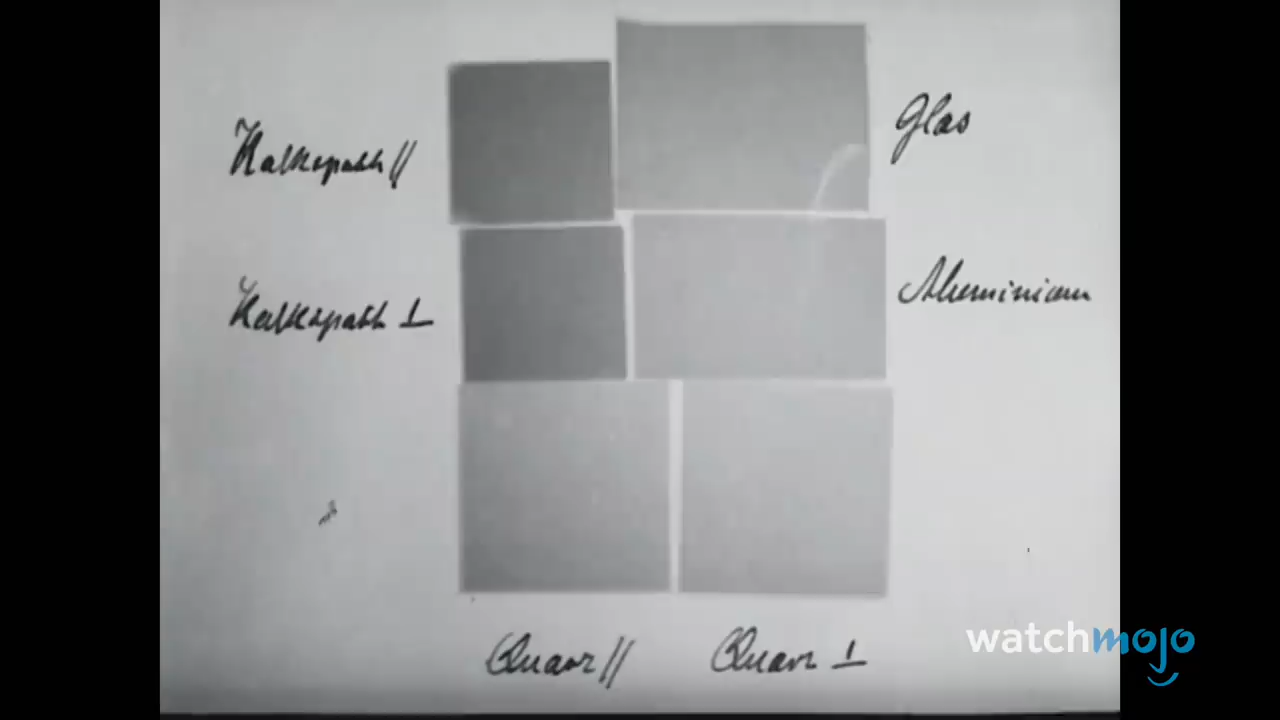 Kalkspath //
Glas
Kalkspath ⊥
Aluminium
Quarz //
Quarz ⊥
watchmojo